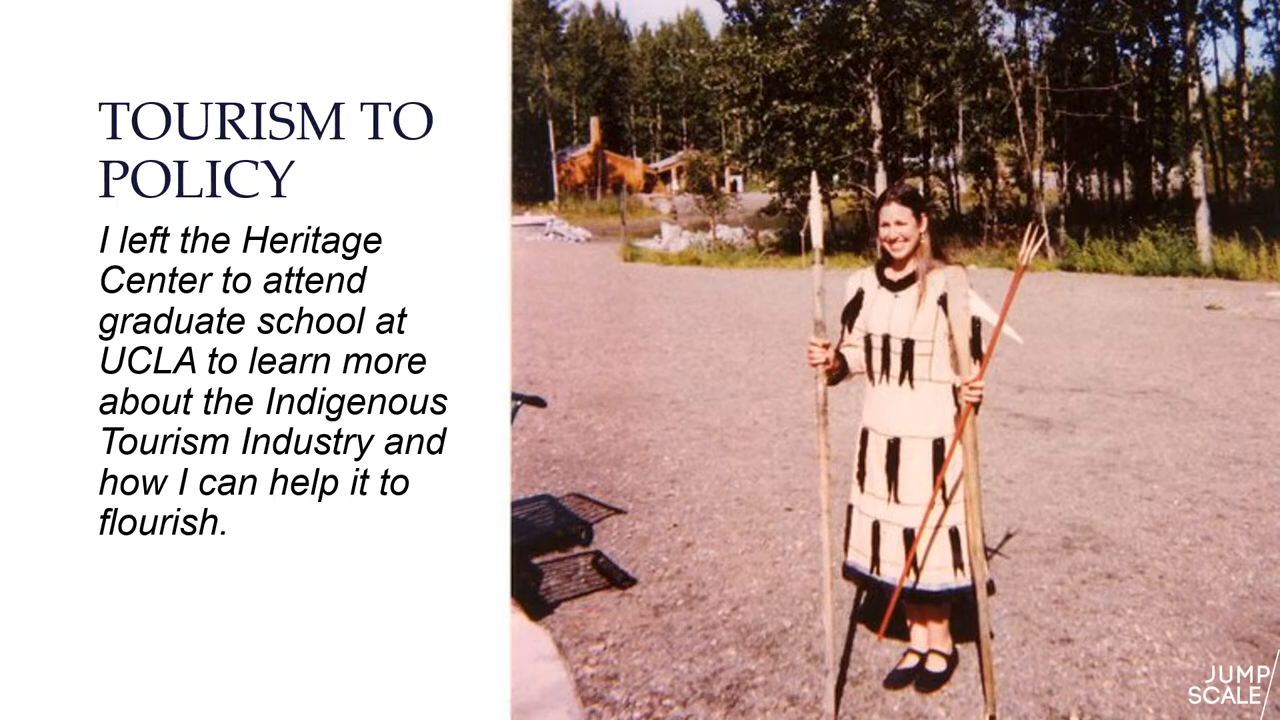 TOURISM TO
POLICY
I left the Heritage
Center to attend
graduate school at
UCLA to learn more
about the Indigenous
Tourism Industry and
how I can help it to
flourish.
JUMP
SCALE